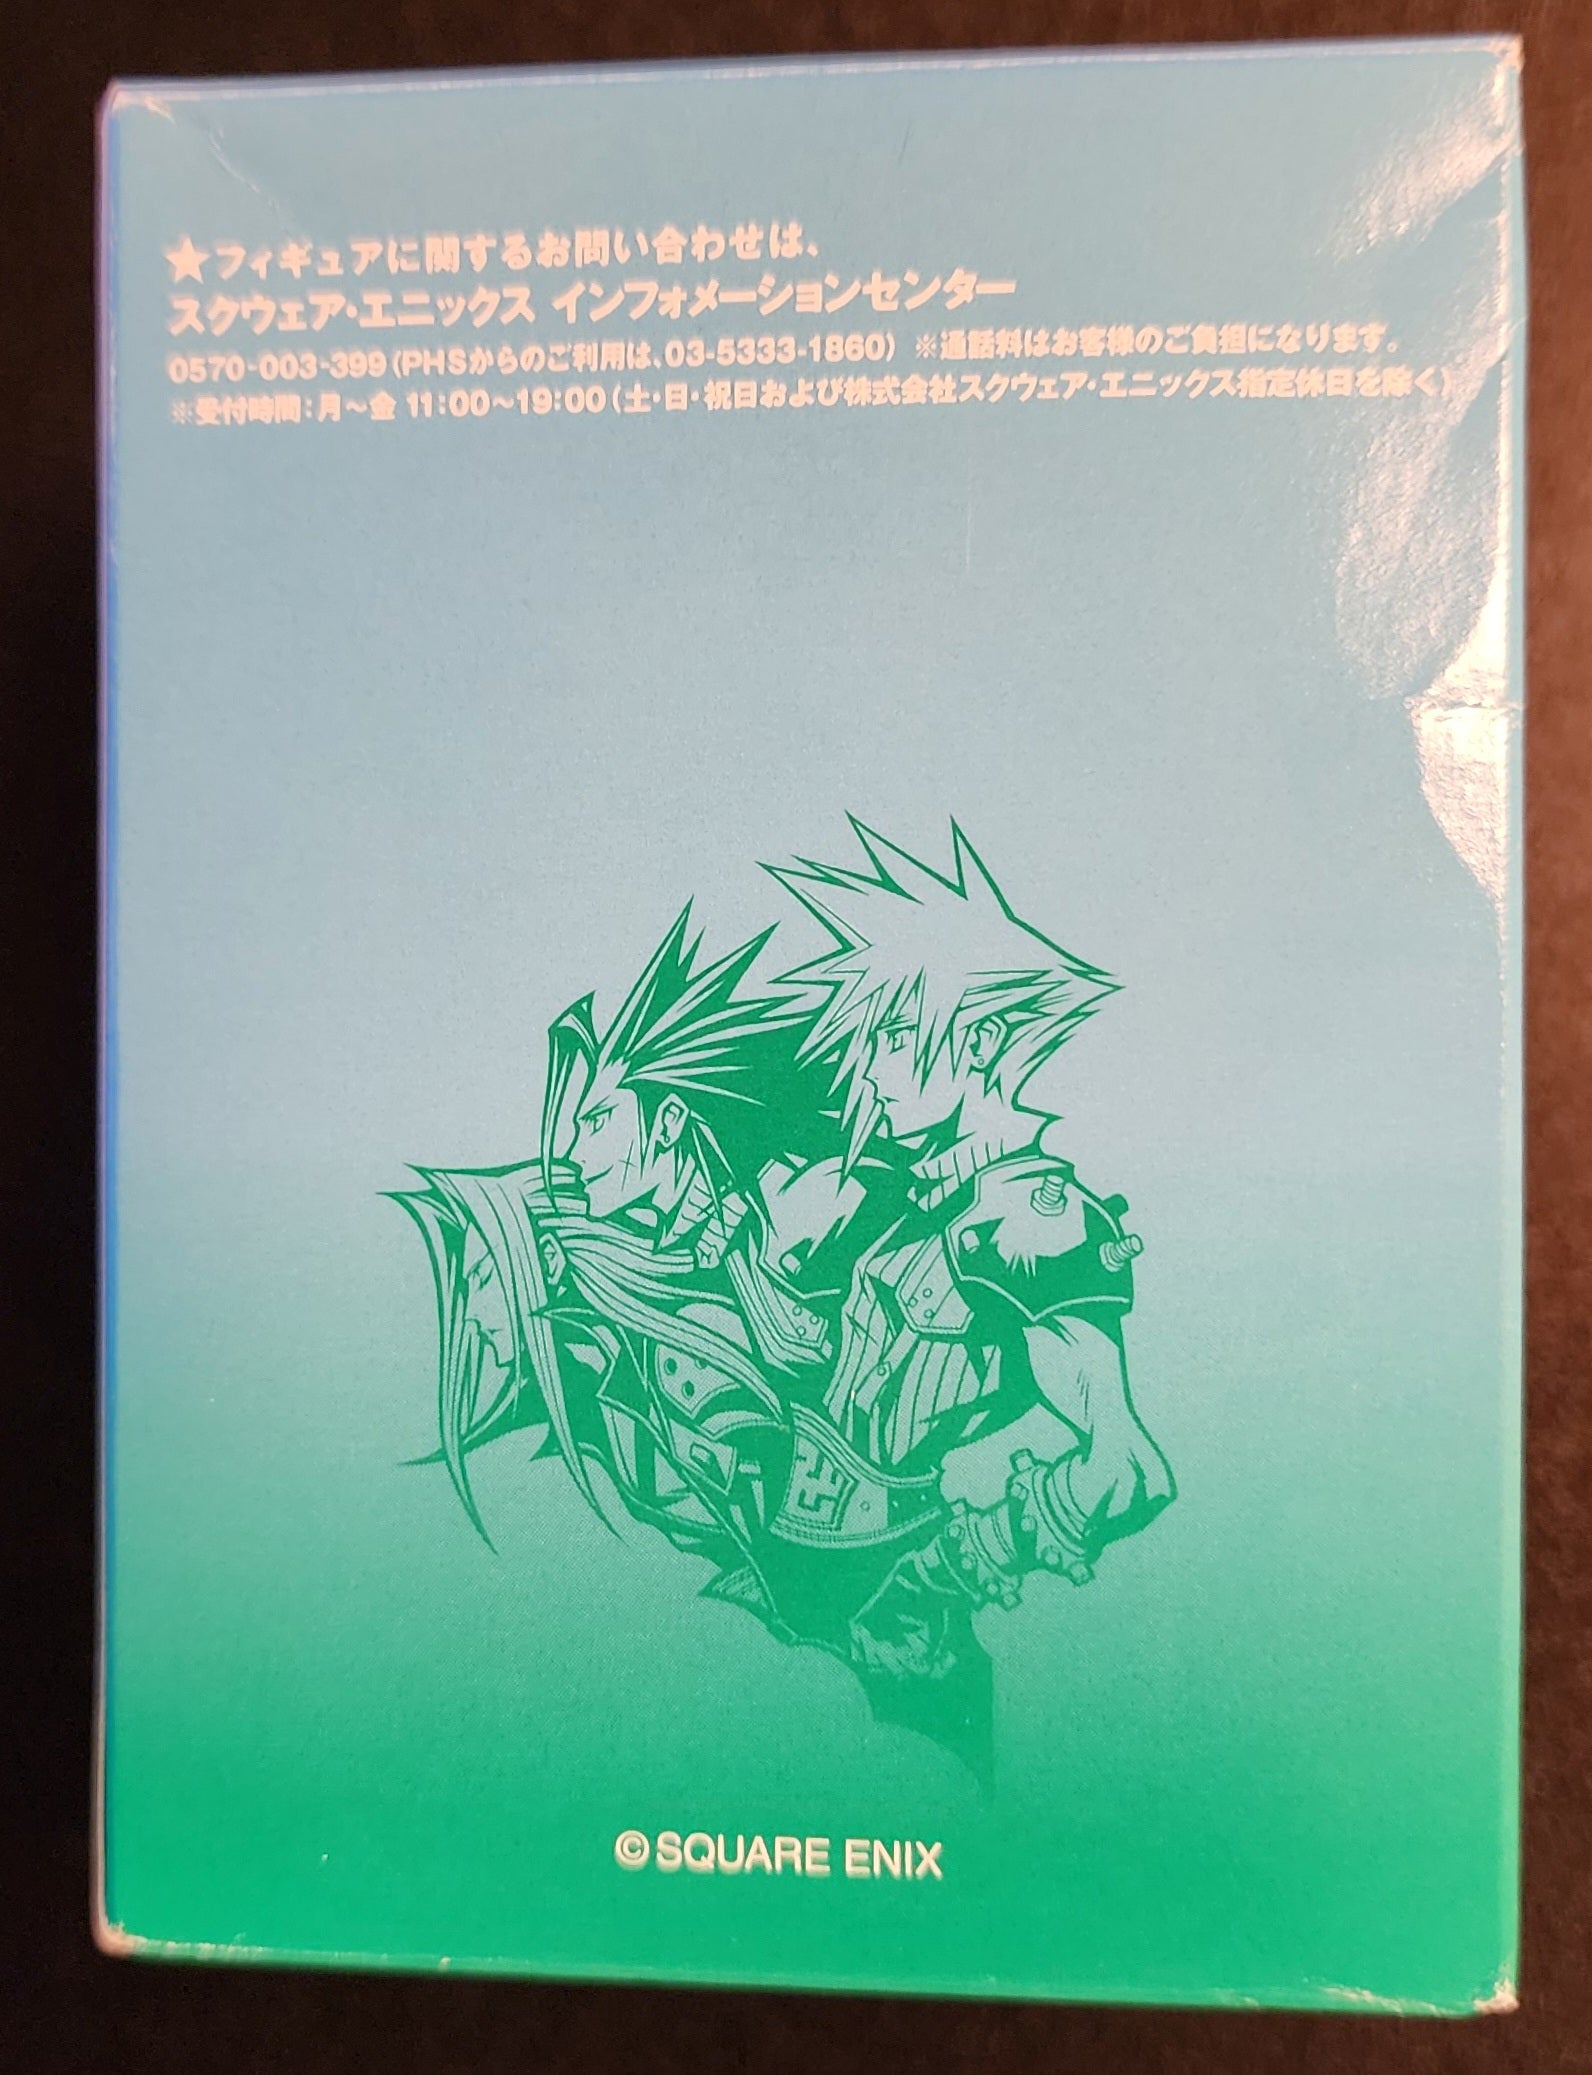 ★フィギュアに関するお問い合わせは、
スクウェア・エニックス インフォメーションセンター
0570-003-399(PHSからのご利用は、03-5333-1860) ※通話料はお客様のご負担になります。
※受付時間:月〜金 11:00〜19:00(土・日・祝日および株式会社スクウェア・エニックス指定休日を除く)
©SQUARE ENIX